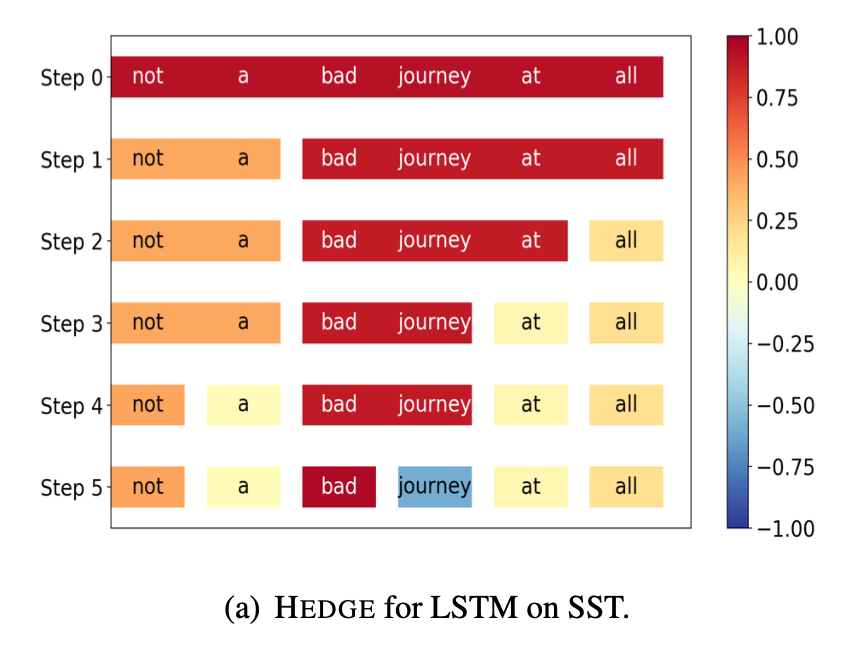 Step 0 not a bad journey at all
Step 1 not a bad journey at all
Step 2 not a bad journey at all
Step 3 not a bad journey at all
Step 4 not a bad journey at all
Step 5 not a bad journey at all
1.00
0.75
0.50
0.25
0.00
−0.25
−0.50
−0.75
−1.00
(a) HEDGE for LSTM on SST.